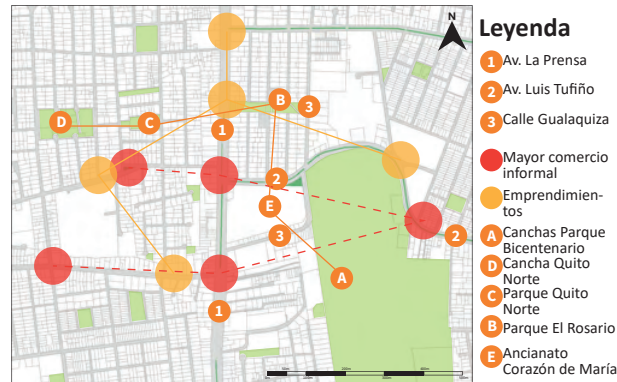 N
B
3
D
C
1
2
E
3
2
A
1
Leyenda
1 Av. La Prensa
2 Av. Luis Tufiño
3 Calle Gualaquiza
Mayor comercio
informal
Emprendimien-
tos
A Canchas Parque
Bicentenario
D Cancha Quito
Norte
C Parque Quito
Norte
B Parque El Rosario
E Ancianato
Corazón de María